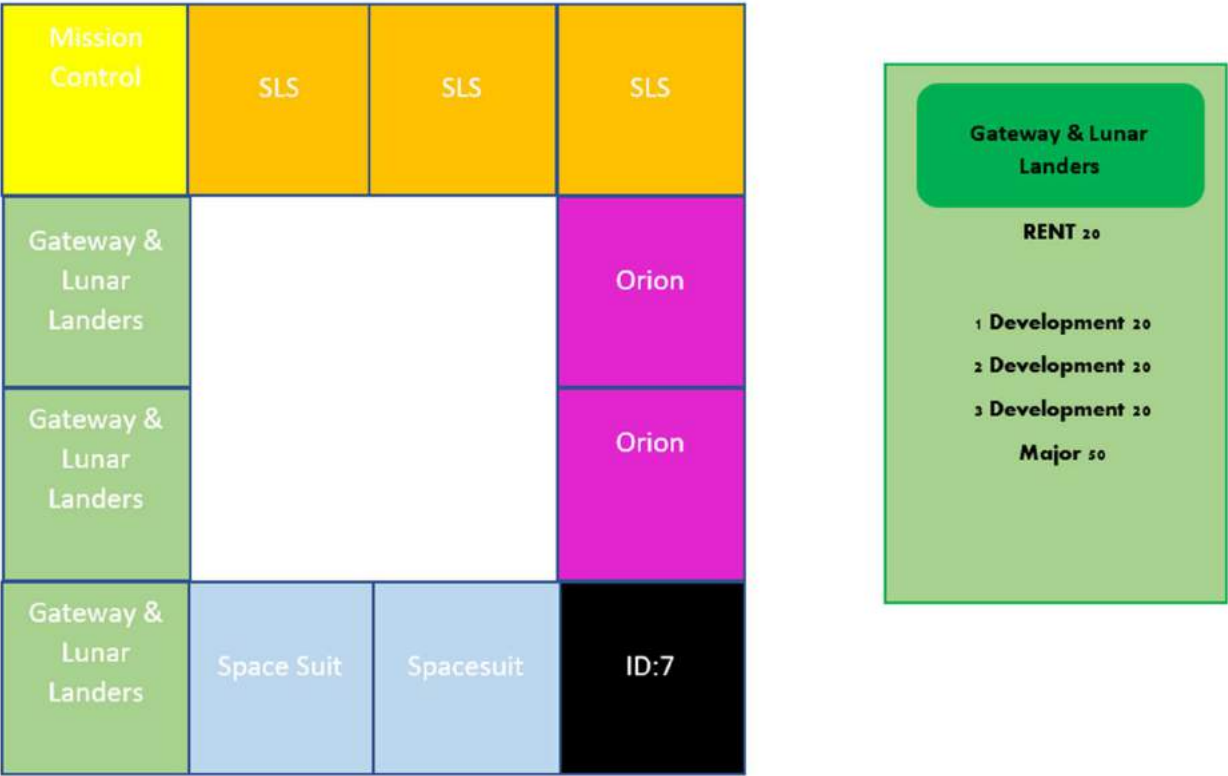 Mission
Control
SLS
SLS
SLS
Gateway &
Lunar
Landers
Orion
Gateway &
Lunar
Landers
Orion
Gateway &
Lunar
Landers
Space Suit
Spacesuit
ID:7
Gateway & Lunar
Landers
RENT 20
1 Development 20
2 Development 20
3 Development 20
Major 50